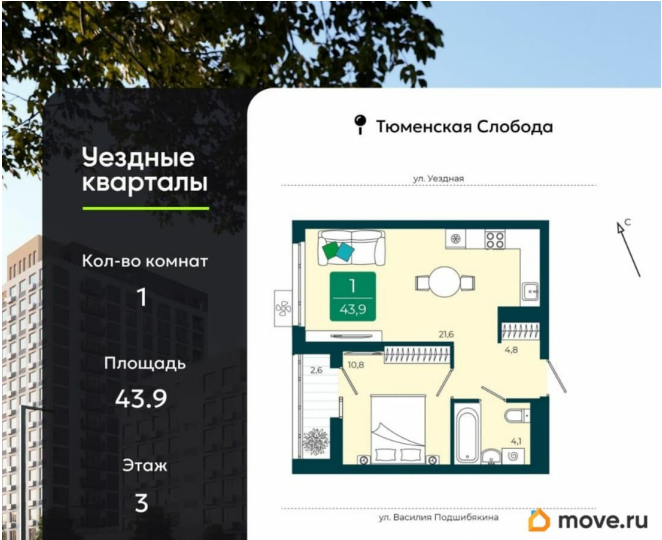 Уездные
кварталы
Кол-во комнат
1
Площадь
43.9
Этаж
3
Тюменская Слобода
ул. Уездная
С
1
43,9
21,6
4,8
2,6
10,8
4,1
ул. Василия Подшибякина
move.ru